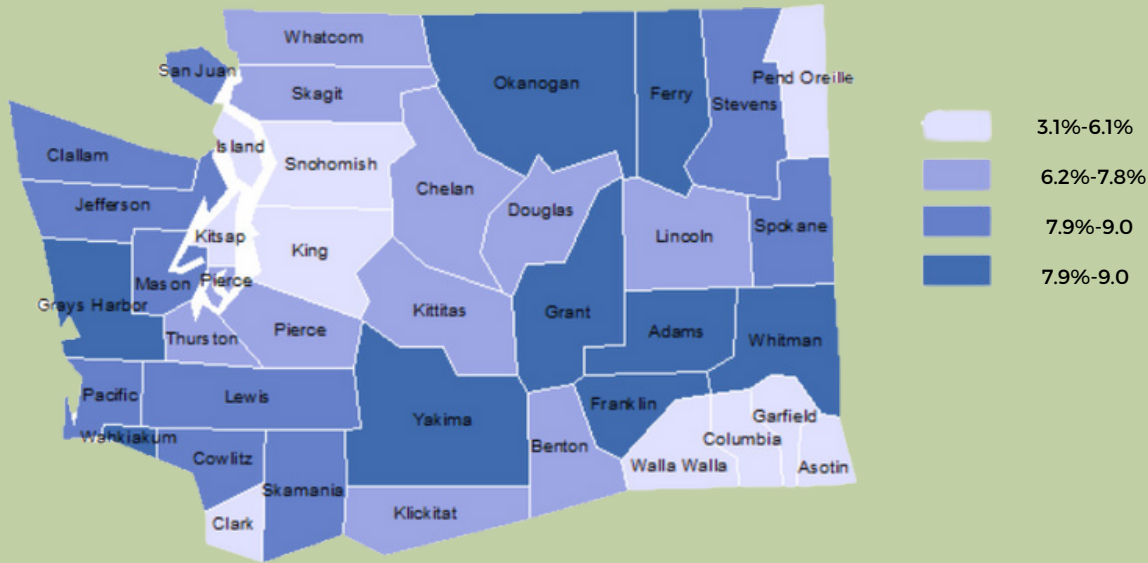 Whatcom
San Juan
Skagit
Okanogan
Ferry
Stevens
Pend Oreille
Island
Snohomish
Clallam
Chelan
Jefferson
Douglas
Kitsap
King
Lincoln
Spokane
Mason
Pierce
Grays Harbor
Kittitas
Grant
Adams
Whitman
Thurston
Pierce
Pacific
Lewis
Yakima
Franklin
Garfield
Wahkiakum
Columbia
Benton
Walla Walla
Asotin
Cowlitz
Skamania
Clark
Klickitat
3.1%-6.1%
6.2%-7.8%
7.9%-9.0
7.9%-9.0